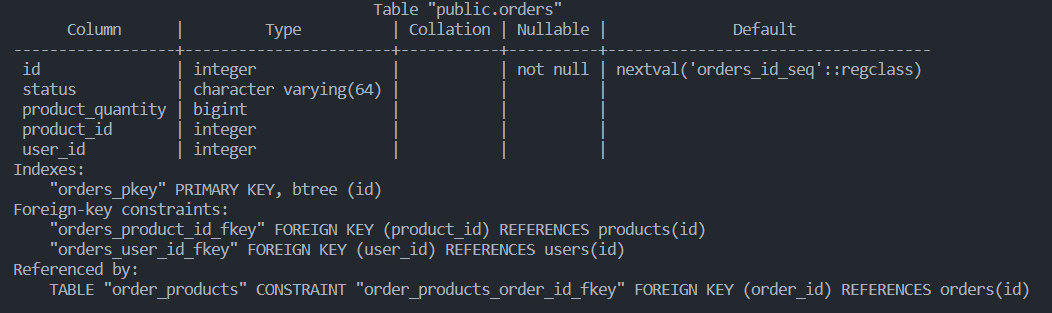 Table "public.orders"
Column | Type | Collation | Nullable | Default
------------------+-----------------------+-----------+----------+------------------------------------
id | integer | | not null | nextval('orders_id_seq'::regclass)
status | character varying(64) | | |
product_quantity | bigint | | |
product_id | integer | | |
user_id | integer | | |
Indexes:
"orders_pkey" PRIMARY KEY, btree (id)
Foreign-key constraints:
"orders_product_id_fkey" FOREIGN KEY (product_id) REFERENCES products(id)
"orders_user_id_fkey" FOREIGN KEY (user_id) REFERENCES users(id)
Referenced by:
TABLE "order_products" CONSTRAINT "order_products_order_id_fkey" FOREIGN KEY (order_id) REFERENCES orders(id)